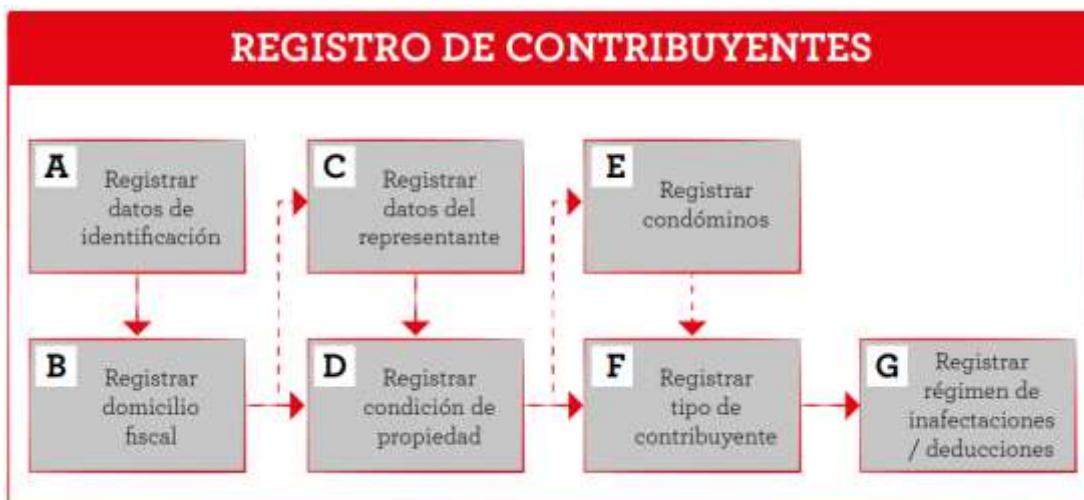 REGISTRO DE CONTRIBUYENTES
A
Registrar
datos de
identificación
C
Registrar
datos del
representante
E
Registrar
condóminos
B
Registrar
domicilio
fiscal
D
Registrar
condición de
propiedad
F
Registrar
tipo de
contribuyente
G
Registrar
régimen de
inafectaciones
/ deducciones